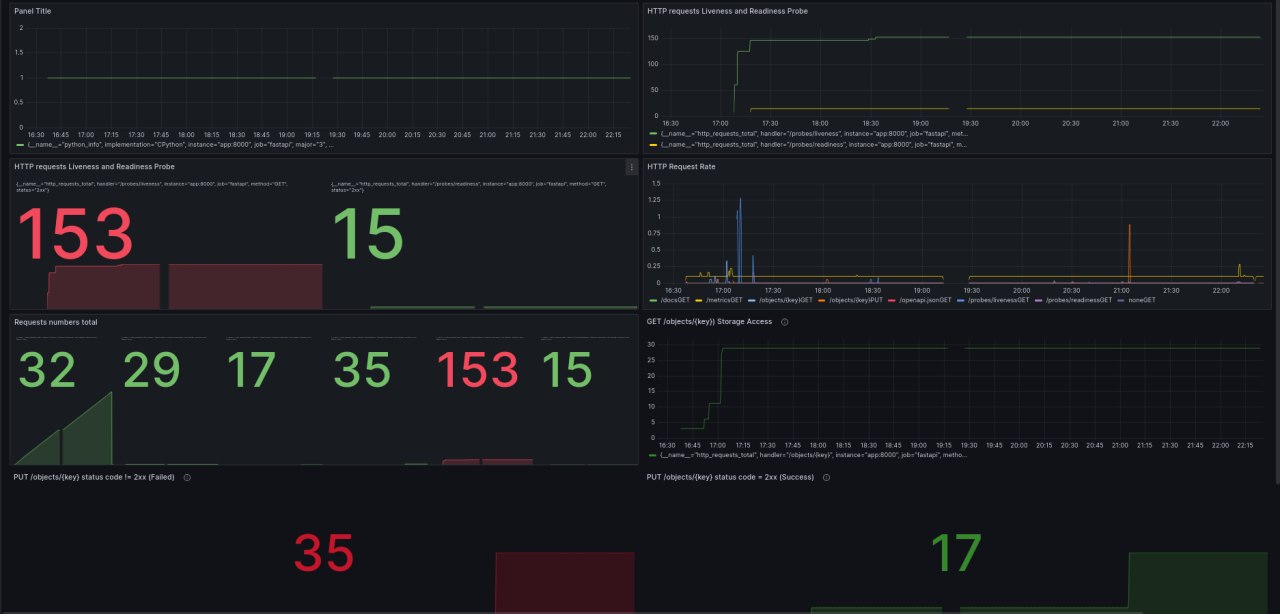 Panel Title
2
1.5
1
0.5
0
16:30 16:45 17:00 17:15 17:30 17:45 18:00 18:15 18:30 18:45 19:00 19:15 19:30 19:45 20:00 20:15 20:30 20:45 21:00 21:15 21:30 21:45 22:00 22:15
{__name__="python_info", implementation="CPython", instance="app:8000", job="fastapi", major="3", ...
HTTP requests Liveness and Readiness Probe
150
100
50
0
16:30 17:00 17:30 18:00 18:30 19:00 19:30 20:00 20:30 21:00 21:30 22:00
{__name__="http_requests_total", handler="/probes/liveness", instance="app:8000", job="fastapi", met...
{__name__="http_requests_total", handler="/probes/readiness", instance="app:8000", job="fastapi", m...
HTTP requests Liveness and Readiness Probe
{__name__="http_requests_total", handler="/probes/liveness", instance="app:8000", job="fastapi", method="GET",
status="2xx"}
153
{__name__="http_requests_total", handler="/probes/readiness", instance="app:8000", job="fastapi", method="GET",
status="2xx"}
15
HTTP Request Rate
1.5
1.25
1
0.75
0.5
0.25
0
16:30 17:00 17:30 18:00 18:30 19:00 19:30 20:00 20:30 21:00 21:30 22:00
/docsGET /metricsGET /objects/{key}GET /objects/{key}PUT /openapi.jsonGET /probes/livenessGET /probes/readinessGET noneGET
Requests numbers total
32 29 17 35 153 15
GET /objects/{key}) Storage Access
30
25
20
15
10
5
0
16:30 16:45 17:00 17:15 17:30 17:45 18:00 18:15 18:30 18:45 19:00 19:15 19:30 19:45 20:00 20:15 20:30 20:45 21:00 21:15 21:30 21:45 22:00 22:15
{__name__="http_requests_total", handler="/objects/{key}", instance="app:8000", job="fastapi", metho...
PUT /objects/{key} status code != 2xx (Failed)
35
PUT /objects/{key} status code = 2xx (Success)
17